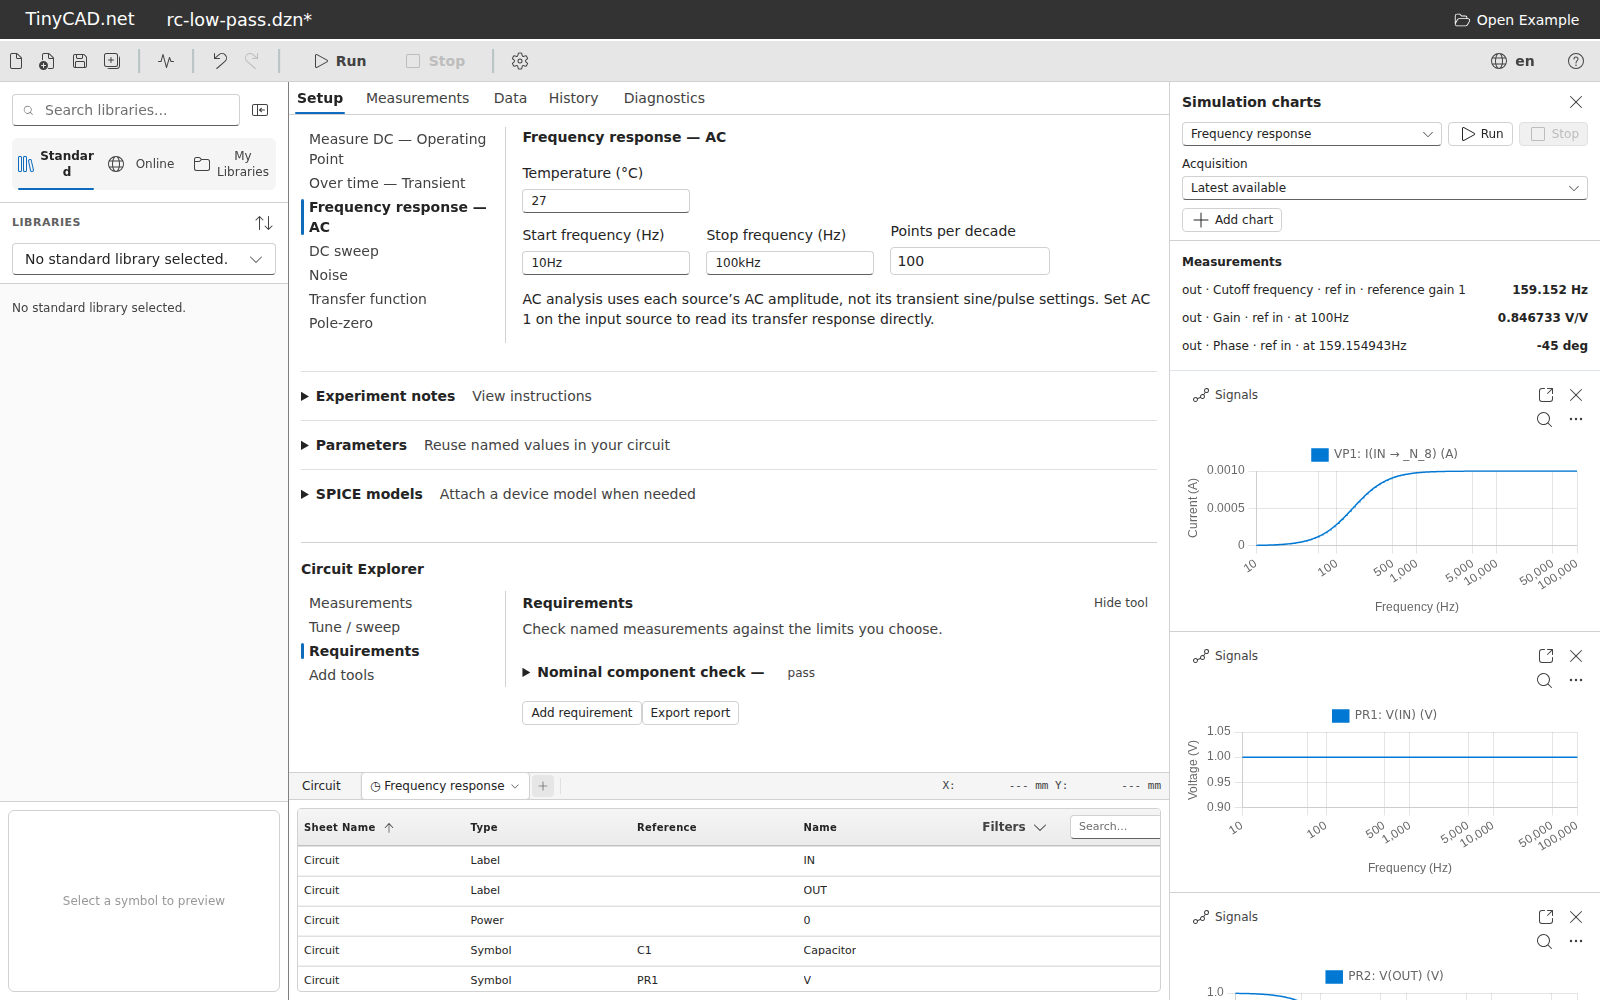 TinyCAD.net
rc-low-pass.dzn*
Open Example
Run
Stop
en
Search libraries...
Standar
d
Online
My
Libraries
LIBRARIES
No standard library selected.
No standard library selected.
Select a symbol to preview
Setup
Measurements
Data
History
Diagnostics
Measure DC — Operating
Point
Over time — Transient
Frequency response —
AC
DC sweep
Noise
Transfer function
Pole-zero
Frequency response — AC
Temperature (°C)
27
Start frequency (Hz)
Stop frequency (Hz)
Points per decade
10Hz
100kHz
100
AC analysis uses each source’s AC amplitude, not its transient sine/pulse settings. Set AC
1 on the input source to read its transfer response directly.
Experiment notes View instructions
Parameters Reuse named values in your circuit
SPICE models Attach a device model when needed
Circuit Explorer
Measurements
Tune / sweep
Requirements
Add tools
Requirements
Hide tool
Check named measurements against the limits you choose.
Nominal component check — pass
Add requirement
Export report
Circuit
Frequency response
X: --- mm Y: --- mm
Sheet Name Type Reference Name Filters Search...
Circuit Label IN
Circuit Label OUT
Circuit Power 0
Circuit Symbol C1 Capacitor
Circuit Symbol PR1 V
Simulation charts
Frequency response
Run
Stop
Acquisition
Latest available
Add chart
Measurements
out · Cutoff frequency · ref in · reference gain 1 159.152 Hz
out · Gain · ref in · at 100Hz 0.846733 V/V
out · Phase · ref in · at 159.154943Hz -45 deg
Signals
VP1: I(IN → _N_8) (A)
Current (A)
0.0010
0.0005
0
10 100 500 1,000 5,000 10,000 50,000 100,000
Frequency (Hz)
Signals
PR1: V(IN) (V)
Voltage (V)
1.05
1.00
0.95
0.90
10 100 500 1,000 5,000 10,000 50,000 100,000
Frequency (Hz)
Signals
PR2: V(OUT) (V)
1.0